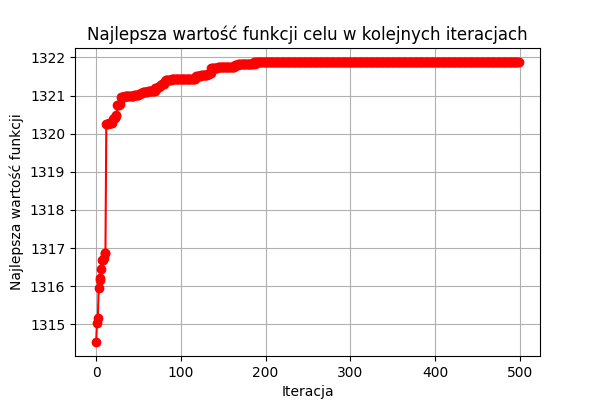 Najlepsza wartość funkcji celu w kolejnych iteracjach
1322
1321
1320
1319
1318
1317
1316
1315
Najlepsza wartość funkcji
0 100 200 300 400 500
Iteracja